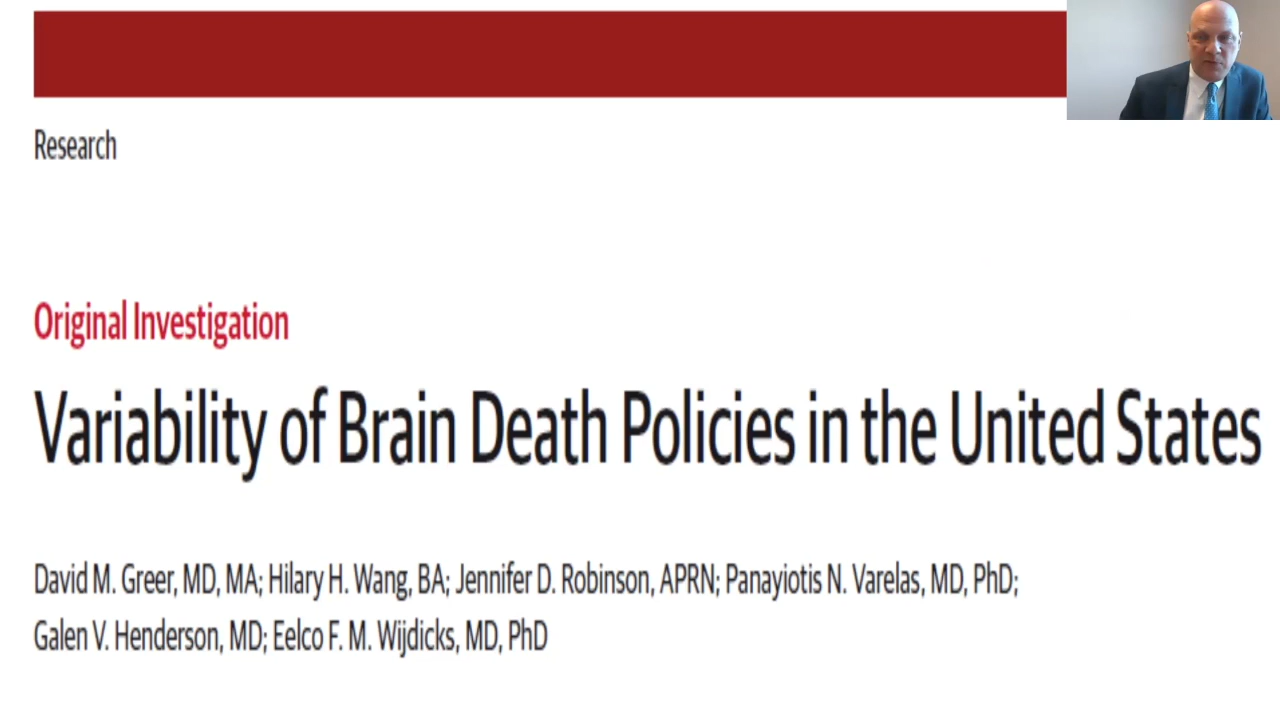 Research
Original Investigation
Variability of Brain Death Policies in the United States
David M. Greer, MD, MA; Hilary H. Wang, BA; Jennifer D. Robinson, APRN; Panayiotis N. Varelas, MD, PhD;
Galen V. Henderson, MD; Eelco F. M. Wijdicks, MD, PhD